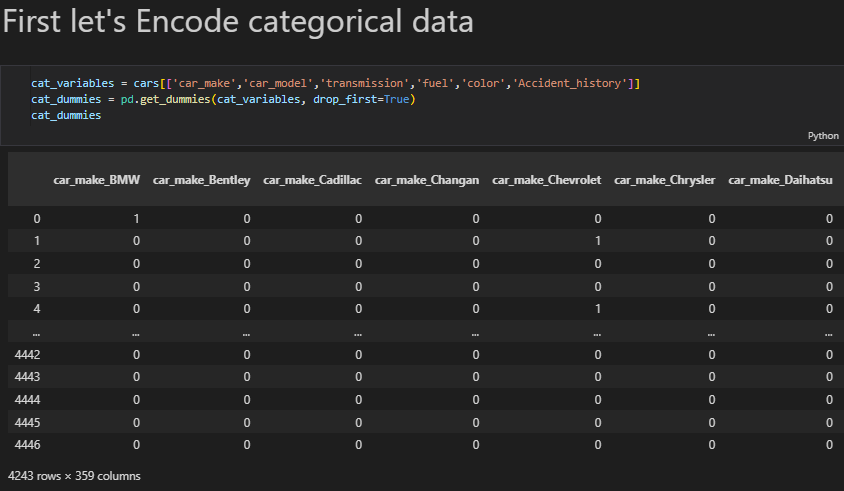 First let's Encode categorical data
cat_variables = cars[['car_make','car_model','transmission','fuel','color','Accident_history']]
cat_dummies = pd.get_dummies(cat_variables, drop_first=True)
cat_dummies
Python
car_make_BMW car_make_Bentley car_make_Cadillac car_make_Changan car_make_Chevrolet car_make_Chrysler car_make_Daihatsu
0 1 0 0 0 0 0 0
1 0 0 0 0 1 0 0
2 0 0 0 0 0 0 0
3 0 0 0 0 0 0 0
4 0 0 0 0 1 0 0
... ... ... ... ... ... ... ...
4442 0 0 0 0 0 0 0
4443 0 0 0 0 0 0 0
4444 0 0 0 0 0 0 0
4445 0 0 0 0 0 0 0
4446 0 0 0 0 0 0 0
4243 rows × 359 columns